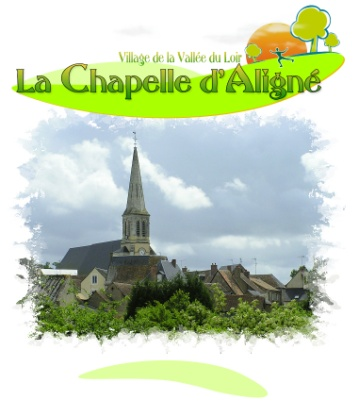 Village de la Vallée du Loir
La Chapelle d'Aligné